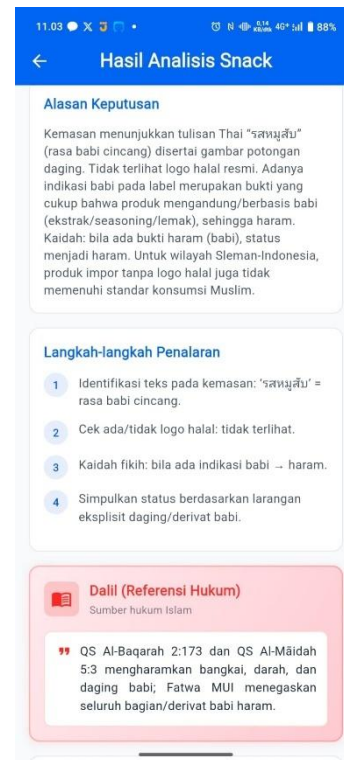 11.03
0,14 KB/dtk 4G+ 88%
Hasil Analisis Snack
Alasan Keputusan
Kemasan menunjukkan tulisan Thai "รสหมูสับ"
(rasa babi cincang) disertai gambar potongan
daging. Tidak terlihat logo halal resmi. Adanya
indikasi babi pada label merupakan bukti yang
cukup bahwa produk mengandung/berbasis babi
(ekstrak/seasoning/lemak), sehingga haram.
Kaidah: bila ada bukti haram (babi), status
menjadi haram. Untuk wilayah Sleman-Indonesia,
produk impor tanpa logo halal juga tidak
memenuhi standar konsumsi Muslim.
Langkah-langkah Penalaran
1 Identifikasi teks pada kemasan: 'รสหมูสับ' =
rasa babi cincang.
2 Cek ada/tidak logo halal: tidak terlihat.
3 Kaidah fikih: bila ada indikasi babi → haram.
4 Simpulkan status berdasarkan larangan
eksplisit daging/derivat babi.
Dalil (Referensi Hukum)
Sumber hukum Islam
QS Al-Baqarah 2:173 dan QS Al-Māidah
5:3 mengharamkan bangkai, darah, dan
daging babi; Fatwa MUI menegaskan
seluruh bagian/derivat babi haram.